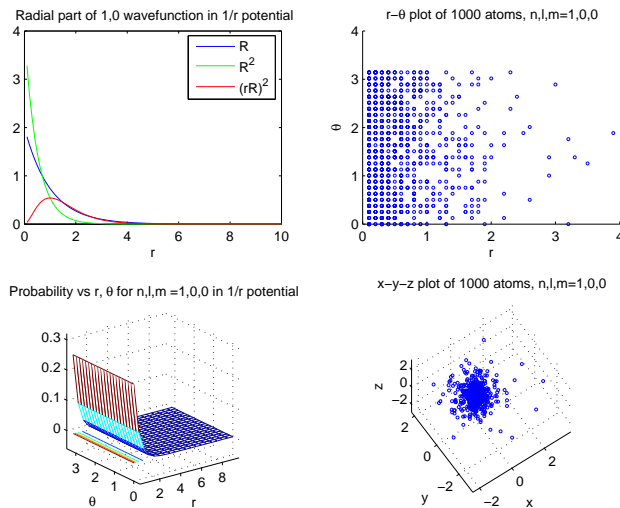 Radial part of 1,0 wavefunction in 1/r potential
4
3
2
1
0
0 2 4 6 8 10
r
R
R²
(rR)²
r−θ plot of 1000 atoms, n,l,m=1,0,0
θ
4
3
2
1
0
0 1 2 3 4
r
Probability vs r, θ for n,l,m =1,0,0 in 1/r potential
0.3
0.2
0.1
0
3 2 1 0
θ
2 4 6 8
r
x−y−z plot of 1000 atoms, n,l,m=1,0,0
z
2
0
−2
2
0
−2
y
−2 0 2
x